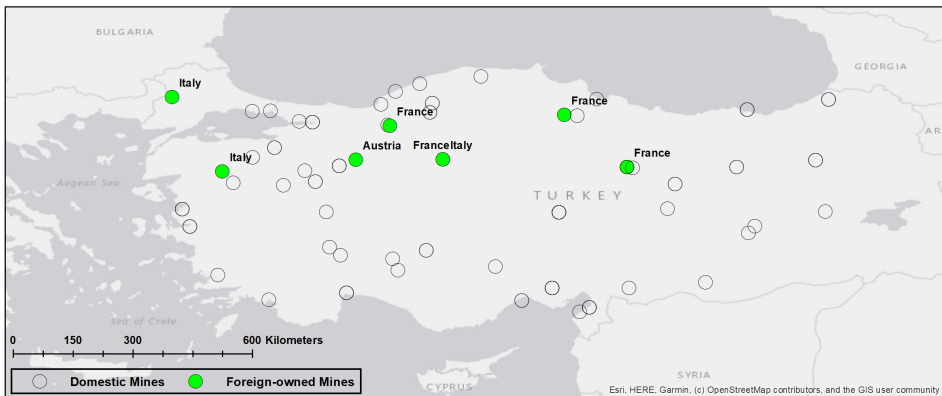 BULGARIA
GEORGIA
Italy
France
France
AR
Austria
FranceItaly
France
Italy
Aegean Sea
TURKEY
Sea of Crete
0 150 300 600 Kilometers
Domestic Mines Foreign-owned Mines
CYPRUS
SYRIA
Esri, HERE, Garmin, (c) OpenStreetMap contributors, and the GIS user community